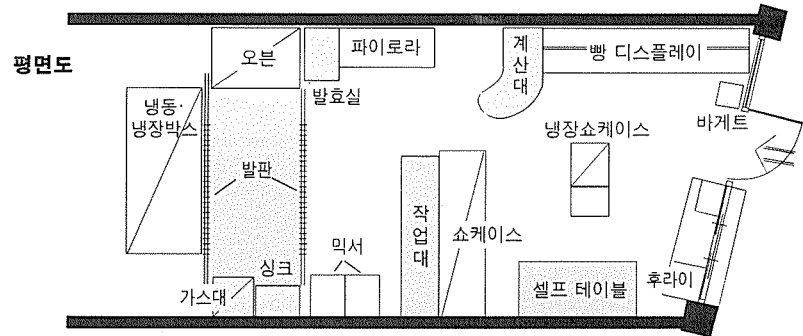 평면도
오븐
파이로라
발효실
계산대
빵 디스플레이
바게트
냉동·
냉장박스
냉장쇼케이스
발판
작업대
쇼케이스
싱크
믹서
가스대
셀프 테이블
후라이